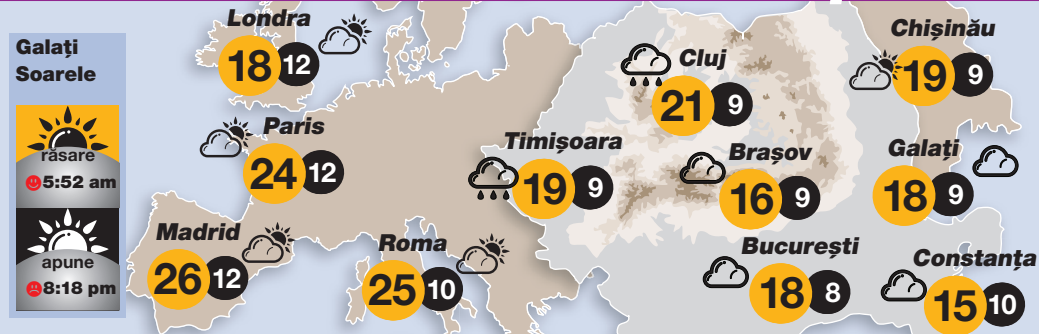 Galați
Soarele
răsare
5:52 am
apune
8:18 pm
Londra
18 12
Paris
24 12
Madrid
26 12
Roma
25 10
Timișoara
19 9
Cluj
21 9
Brașov
16 9
București
18 8
Chișinău
19 9
Galați
18 9
Constanța
15 10